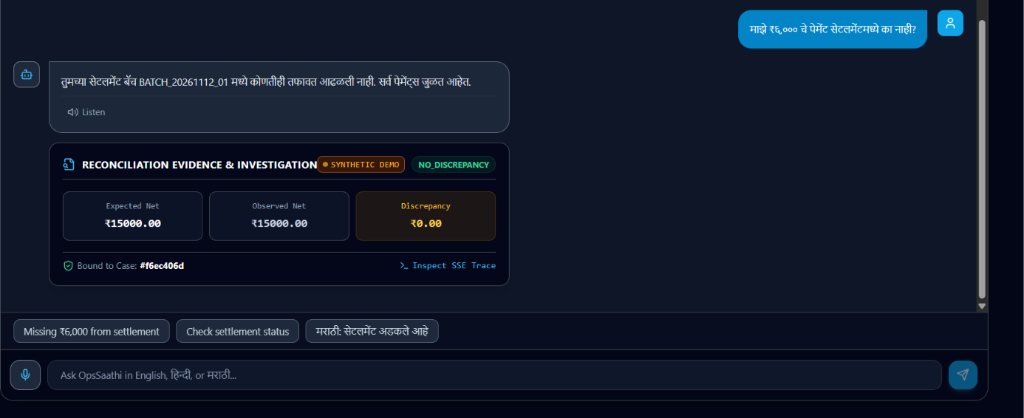 माझे ₹६,००० चे पेमेंट सेटलमेंटमध्ये का नाही?
तुमच्या सेटलमेंट बॅच BATCH_20261112_01 मध्ये कोणतीही तफावत आढळली नाही. सर्व पेमेंट्स जुळत आहेत.
Listen
RECONCILIATION EVIDENCE & INVESTIGATION SYNTHETIC DEMO NO_DISCREPANCY
Expected Net Observed Net Discrepancy
₹15000.00 ₹15000.00 ₹0.00
Bound to Case: #f6ec406d >_ Inspect SSE Trace
Missing ₹6,000 from settlement Check settlement status मराठी: सेटलमेंट अडकले आहे
Ask OpsSaathi in English, हिन्दी, or मराठी...